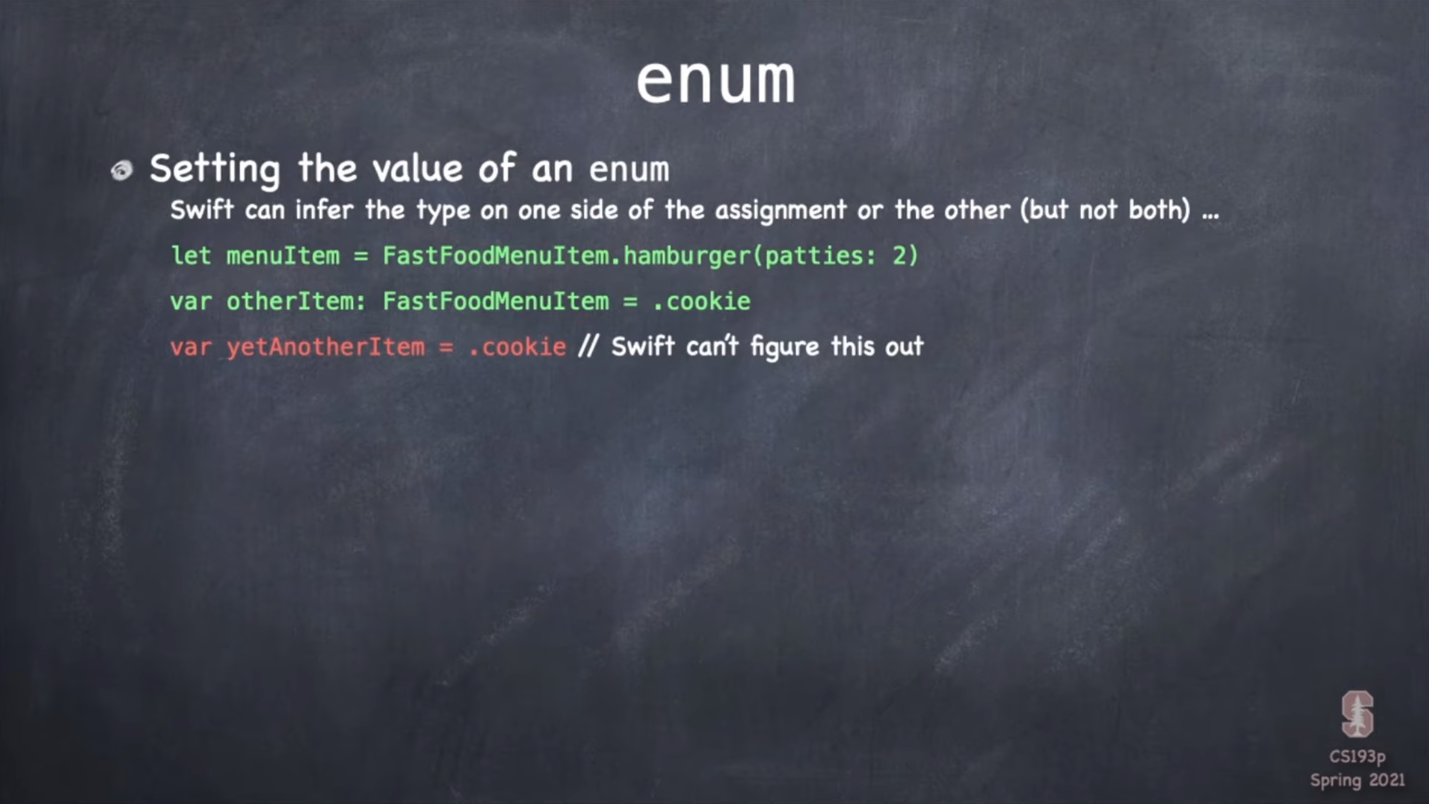 enum
Setting the value of an enum
Swift can infer the type on one side of the assignment or the other (but not both) ...
let menuItem = FastFoodMenuItem.hamburger(patties: 2)
var otherItem: FastFoodMenuItem = .cookie
var yetAnotherItem = .cookie // Swift can't figure this out
S
CS193p
Spring 2021